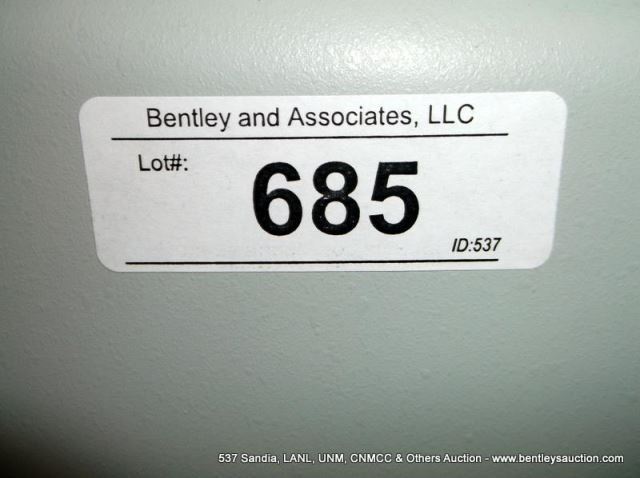 Bentley and Associates, LLC
Lot#:
685
ID:537
537 Sandia, LANL, UNM, CNMCC & Others Auction - www.bentleysauction.com